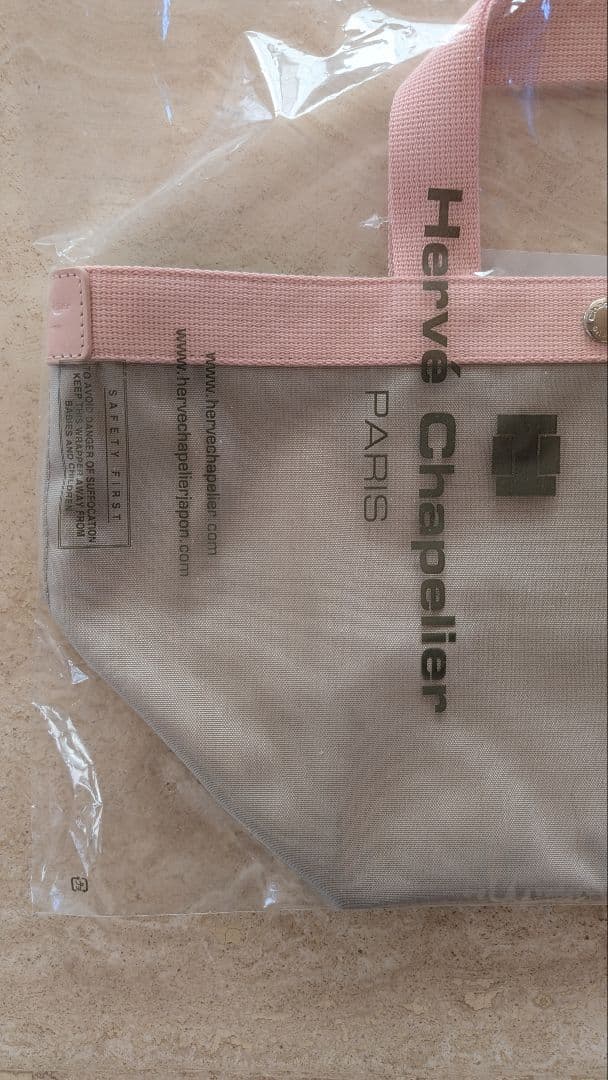 Hervé Chapelier
PARIS
www.hervechapelier.com
www.hervechapelierjapon.com
SAFETY FIRST
TO AVOID DANGER OF SUFFOCATION
KEEP THIS WRAPPER AWAY FROM
BABIES AND CHILDREN